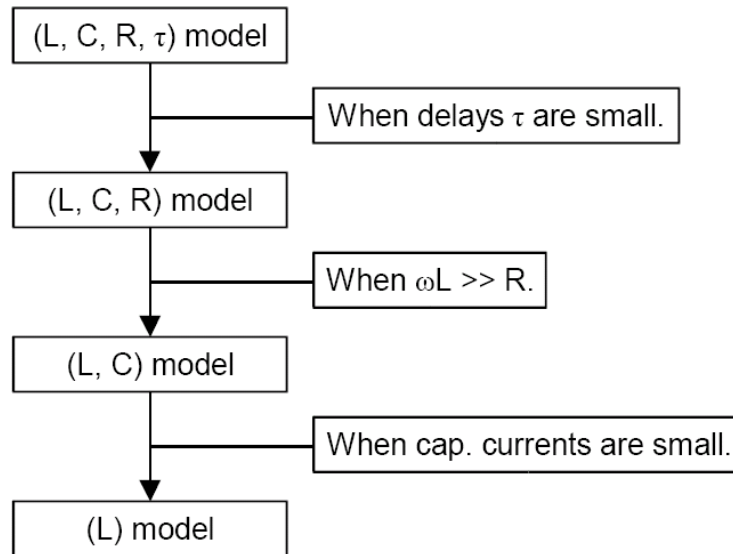 (L, C, R, τ) model
When delays τ are small.
(L, C, R) model
When ωL >> R.
(L, C) model
When cap. currents are small.
(L) model